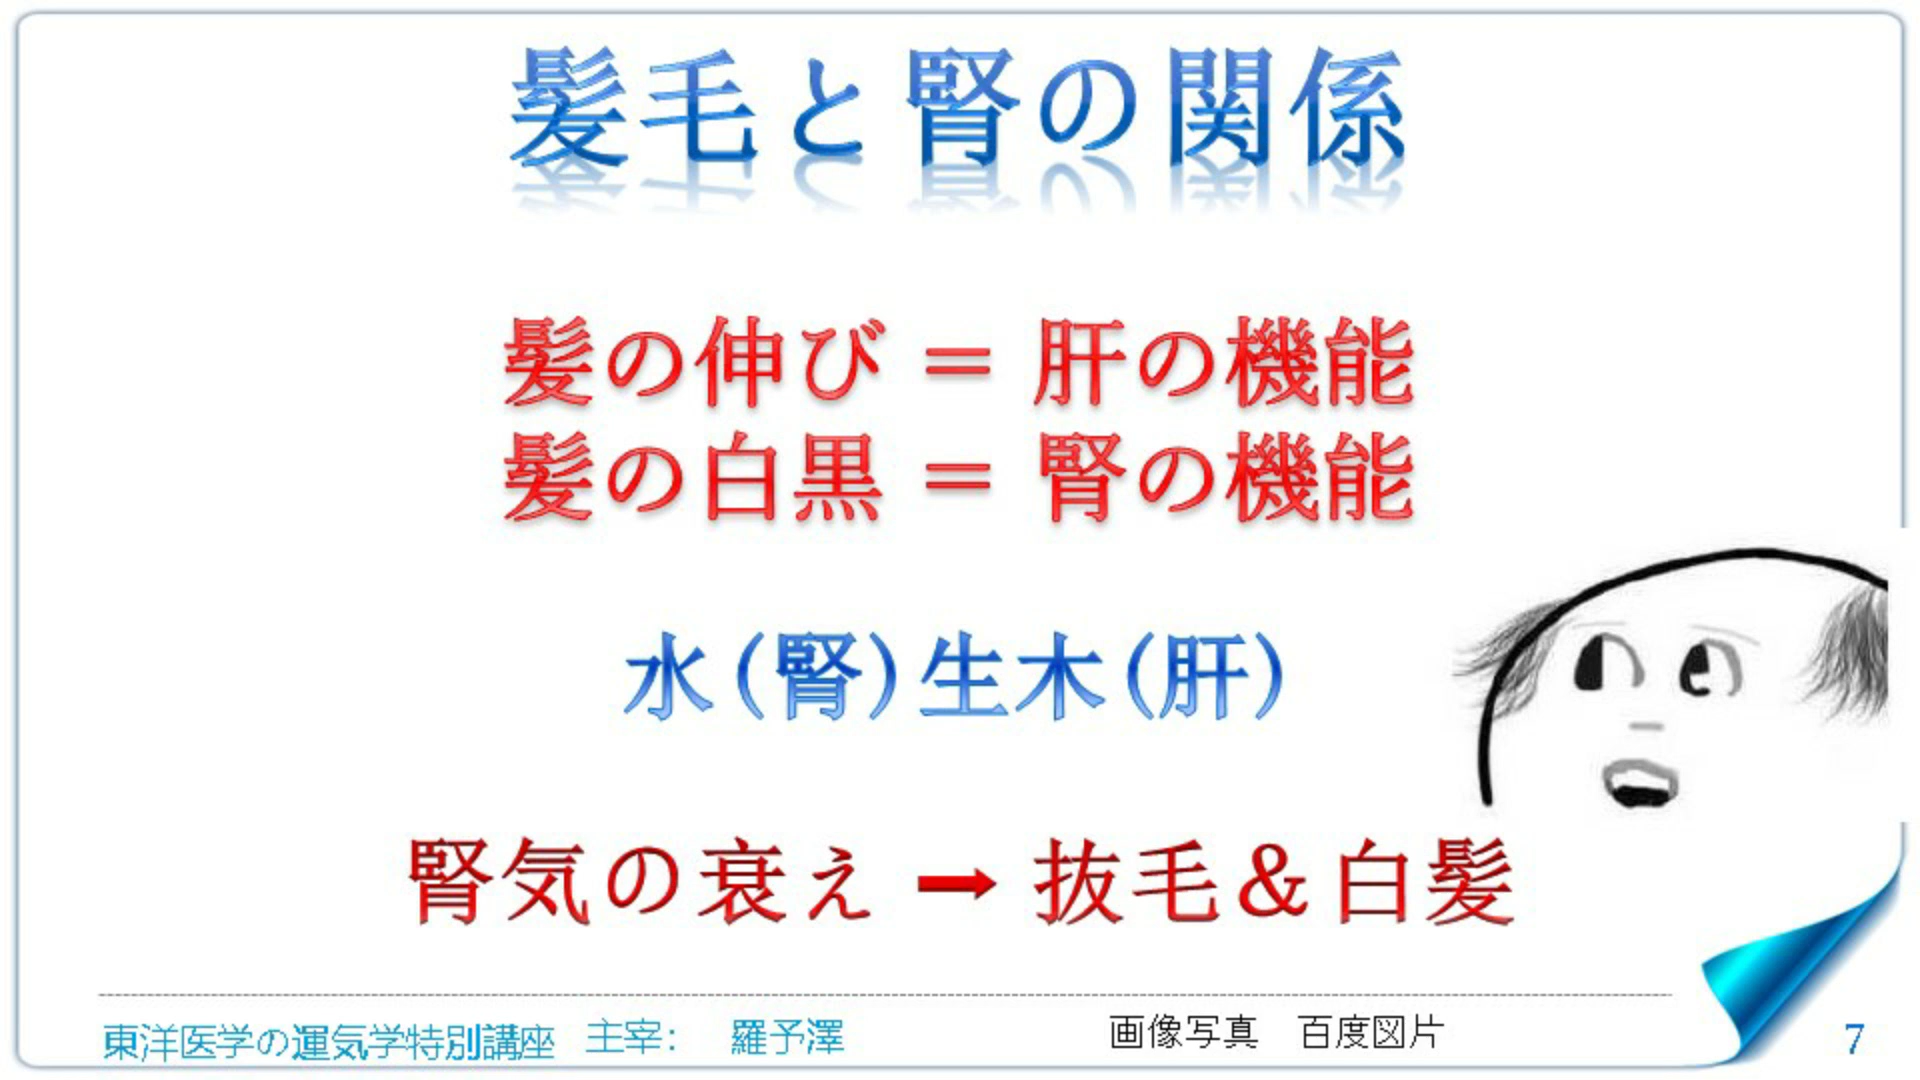 髪毛と腎の関係
髪の伸び = 肝の機能
髪の白黒 = 腎の機能
水(腎)生木(肝)
腎気の衰え ➡ 抜毛&白髪
東洋医学の運気学特別講座 主宰: 羅予澤
画像写真 百度図片
7